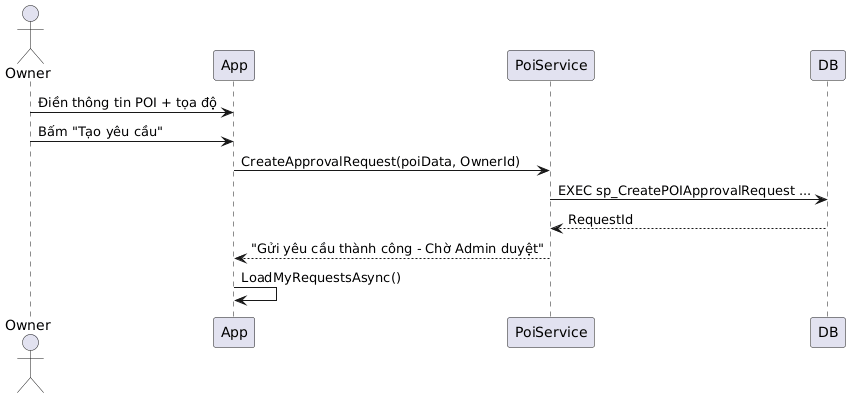 Owner
App
PoiService
DB
Điền thông tin POI + tọa độ
Bấm "Tạo yêu cầu"
CreateApprovalRequest(poiData, OwnerId)
EXEC sp_CreatePOIApprovalRequest ...
RequestId
"Gửi yêu cầu thành công - Chờ Admin duyệt"
LoadMyRequestsAsync()
Owner
App
PoiService
DB